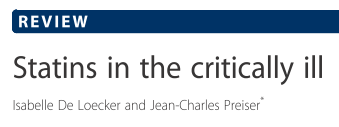 REVIEW
Statins in the critically ill
Isabelle De Loecker and Jean-Charles Preiser*